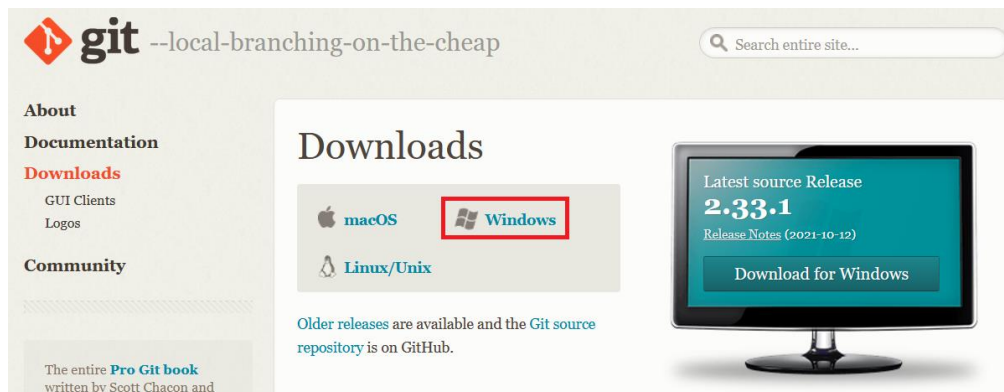 git --local-branching-on-the-cheap
Search entire site...
About
Documentation
Downloads
GUI Clients
Logos
Community
The entire Pro Git book
written by Scott Chacon and
Downloads
macOS
Windows
Linux/Unix
Older releases are available and the Git source
repository is on GitHub.
Latest source Release
2.33.1
Release Notes (2021-10-12)
Download for Windows